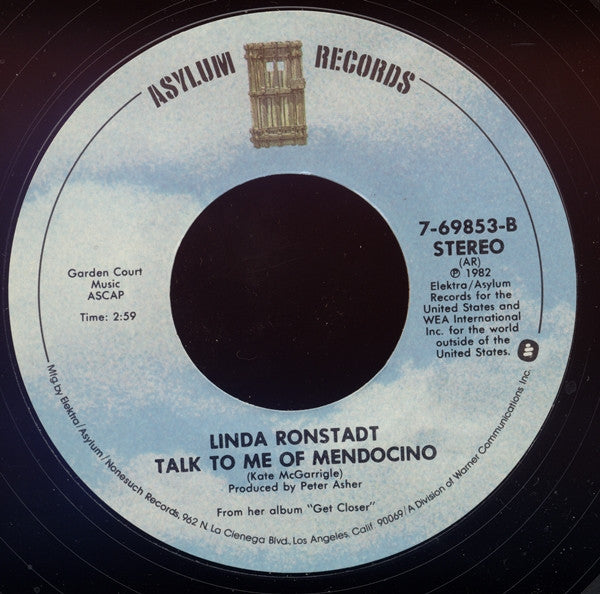 ASYLUM RECORDS
Garden Court
Music
ASCAP
Time: 2:59
7-69853-B
STEREO
(AR)
℗ 1982
Elektra/Asylum
Records for the
United States and
WEA International
Inc. for the world
outside of the
United States.
LINDA RONSTADT
TALK TO ME OF MENDOCINO
(Kate McGarrigle)
Produced by Peter Asher
From her album "Get Closer"
Mfg by Elektra/Asylum/Nonesuch Records, 962 N. La Cienega Blvd., Los Angeles, Calif. 90069/A Division of Warner Communications Inc.